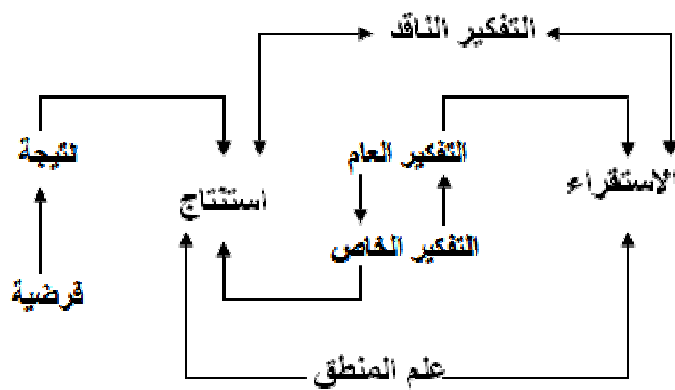 التفكير الناقد
التفكير العام
نتيجة
الاستقراء
استنتاج
التفكير الخاص
فرضية
علم المنطق